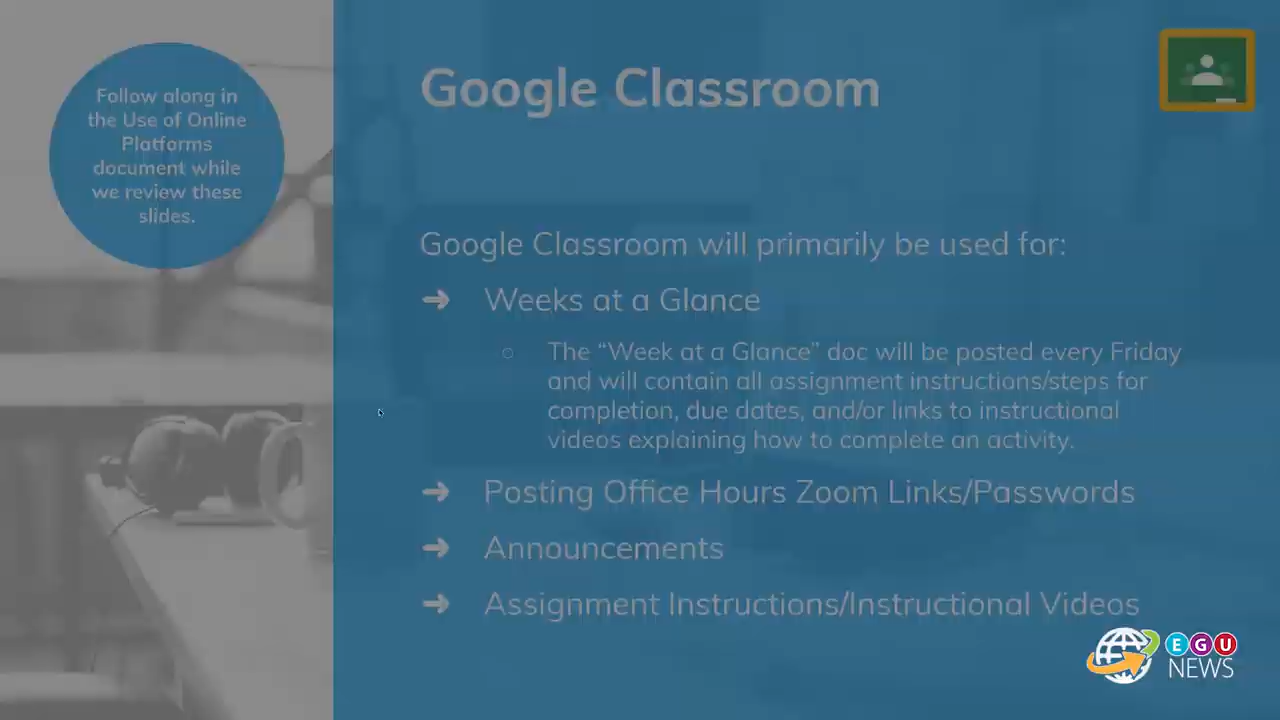 Follow along in
the Use of Online
Platforms
document while
we review these
slides.
Google Classroom
Google Classroom will primarily be used for:
➜ Weeks at a Glance
○ The “Week at a Glance” doc will be posted every Friday
and will contain all assignment instructions/steps for
completion, due dates, and/or links to instructional
videos explaining how to complete an activity.
➜ Posting Office Hours Zoom Links/Passwords
➜ Announcements
➜ Assignment Instructions/Instructional Videos
EGU
NEWS